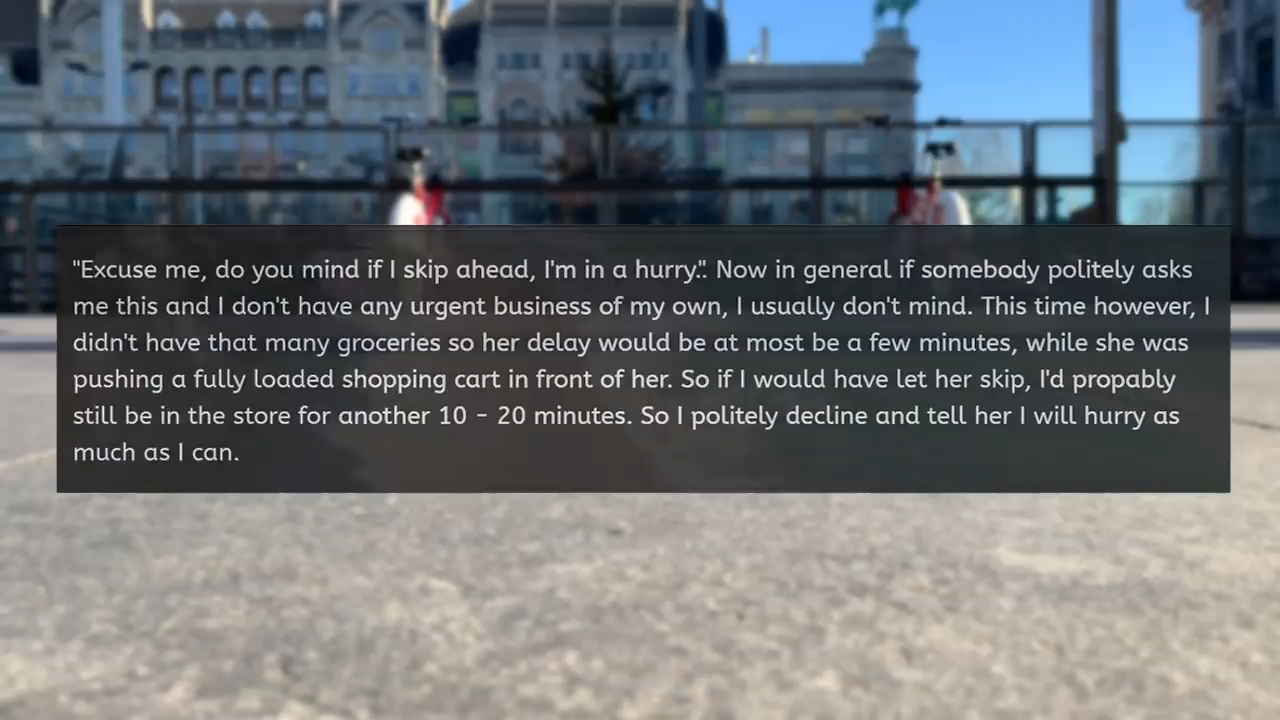 "Excuse me, do you mind if I skip ahead, I'm in a hurry.". Now in general if somebody politely asks
me this and I don't have any urgent business of my own, I usually don't mind. This time however, I
didn't have that many groceries so her delay would be at most be a few minutes, while she was
pushing a fully loaded shopping cart in front of her. So if I would have let her skip, I'd propably
still be in the store for another 10 - 20 minutes. So I politely decline and tell her I will hurry as
much as I can.